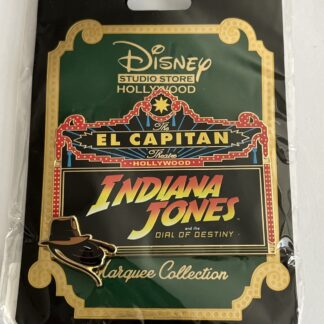 Disney
STUDIO STORE
HOLLYWOOD
The
EL CAPITAN
Theatre
HOLLYWOOD
INDIANA
JONES
and the
DIAL OF DESTINY
Marquee Collection